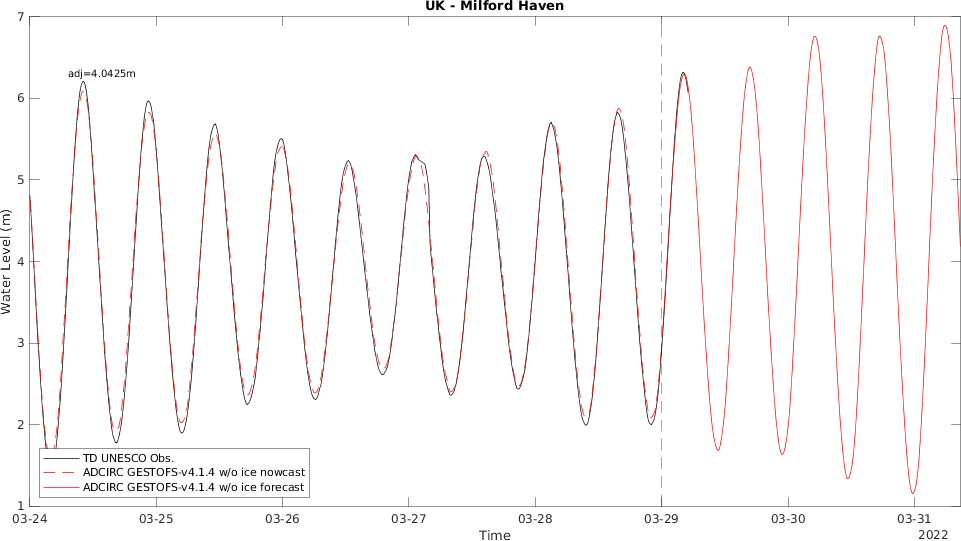 UK - Milford Haven
adj=4.0425m
7
6
5
4
3
2
1
Water Level (m)
TD UNESCO Obs.
ADCIRC GESTOFS-v4.1.4 w/o ice nowcast
ADCIRC GESTOFS-v4.1.4 w/o ice forecast
03-24 03-25 03-26 03-27 03-28 03-29 03-30 03-31
Time
2022